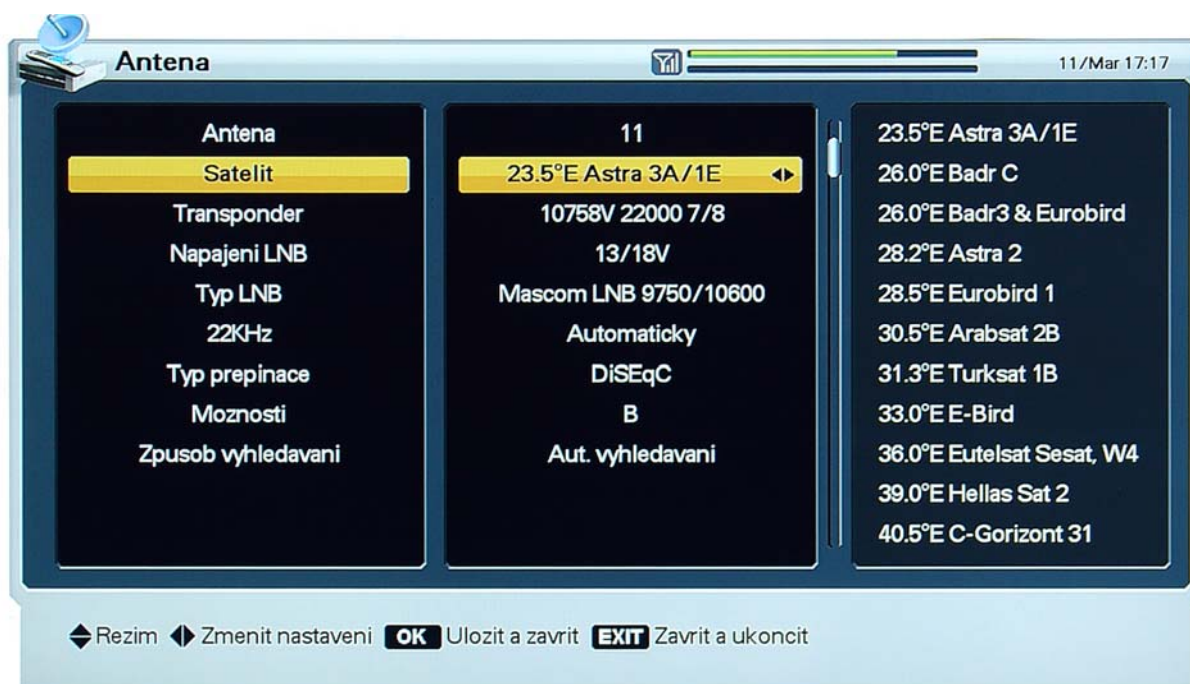 Antena
11/Mar 17:17
Antena 11
Satelit 23.5°E Astra 3A/1E
Transponder 10758V 22000 7/8
Napajeni LNB 13/18V
Typ LNB Mascom LNB 9750/10600
22KHz Automaticky
Typ prepinace DiSEqC
Moznosti B
Zpusob vyhledavani Aut. vyhledavani
23.5°E Astra 3A/1E
26.0°E Badr C
26.0°E Badr3 & Eurobird
28.2°E Astra 2
28.5°E Eurobird 1
30.5°E Arabsat 2B
31.3°E Turksat 1B
33.0°E E-Bird
36.0°E Eutelsat Sesat, W4
39.0°E Hellas Sat 2
40.5°E C-Gorizont 31
Rezim Zmenit nastaveni OK Ulozit a zavrit EXIT Zavrit a ukoncit